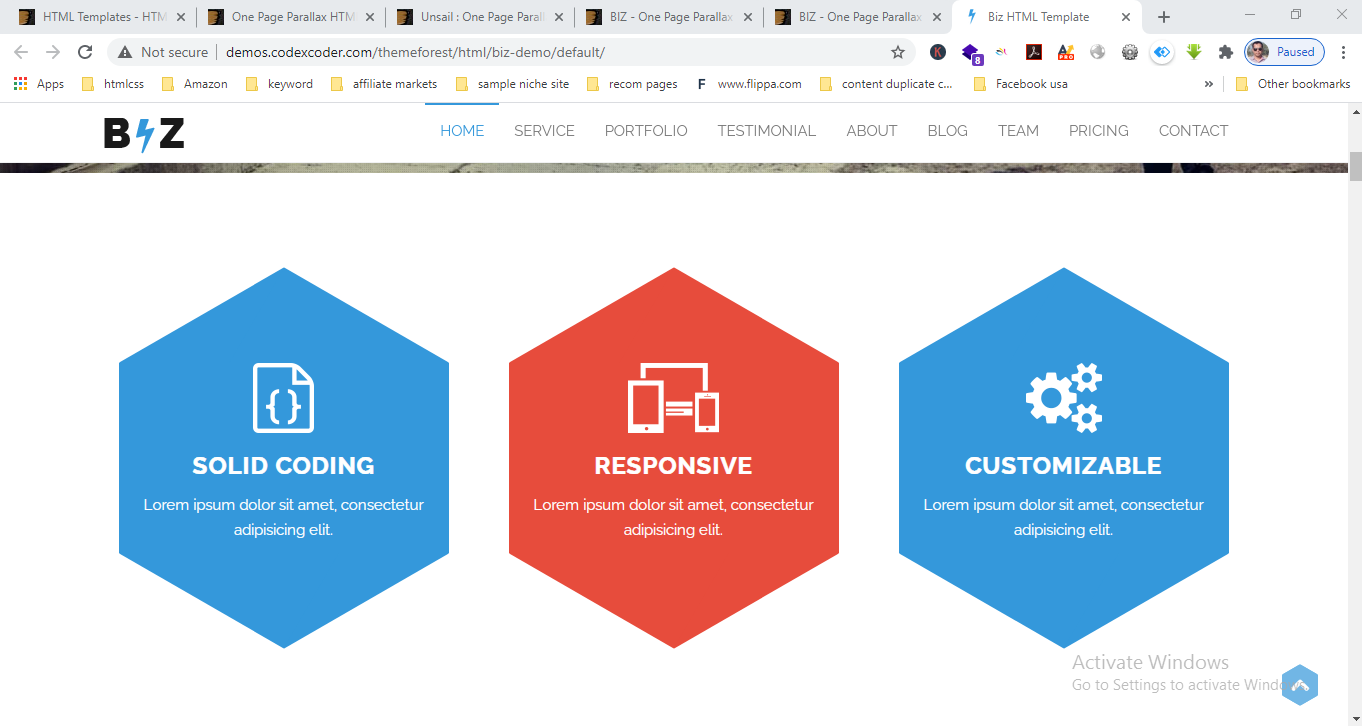 HTML Templates - HTM
One Page Parallax HTM
Unsail : One Page Parall
BIZ - One Page Parallax
BIZ - One Page Parallax
Biz HTML Template
Not secure
demos.codexcoder.com/themeforest/html/biz-demo/default/
K
8
PRO
Paused
Apps
htmlcss
Amazon
keyword
affiliate markets
sample niche site
recom pages
F
www.flippa.com
content duplicate c...
Facebook usa
»
Other bookmarks
B Z
HOME
SERVICE
PORTFOLIO
TESTIMONIAL
ABOUT
BLOG
TEAM
PRICING
CONTACT
{ }
SOLID CODING
Lorem ipsum dolor sit amet, consectetur
adipisicing elit.
RESPONSIVE
Lorem ipsum dolor sit amet, consectetur
adipisicing elit.
CUSTOMIZABLE
Lorem ipsum dolor sit amet, consectetur
adipisicing elit.
Activate Windows
Go to Settings to activate Windows.